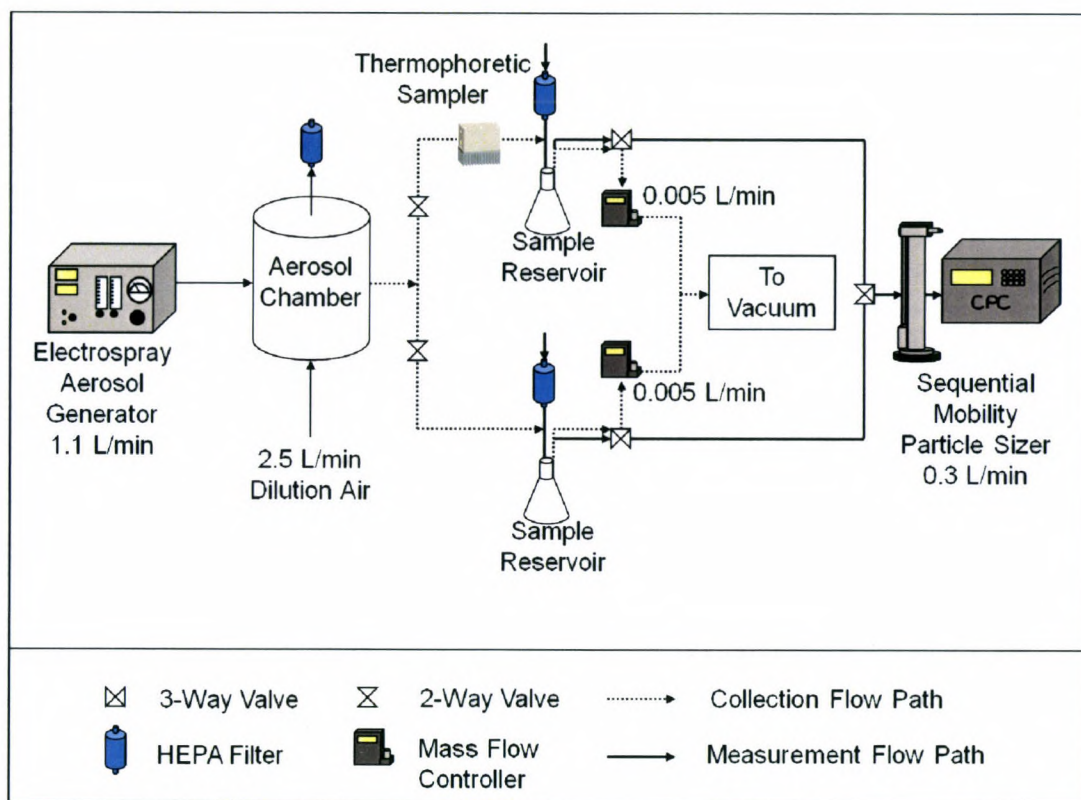 Thermophoretic
Sampler
0.005 L/min
Sample
Reservoir
Aerosol
Chamber
To
Vacuum
CPC
Electrospray
Aerosol
Generator
1.1 L/min
0.005 L/min
Sequential
Mobility
Particle Sizer
0.3 L/min
2.5 L/min
Dilution Air
Sample
Reservoir
3-Way Valve
2-Way Valve
Collection Flow Path
HEPA Filter
Mass Flow
Controller
Measurement Flow Path